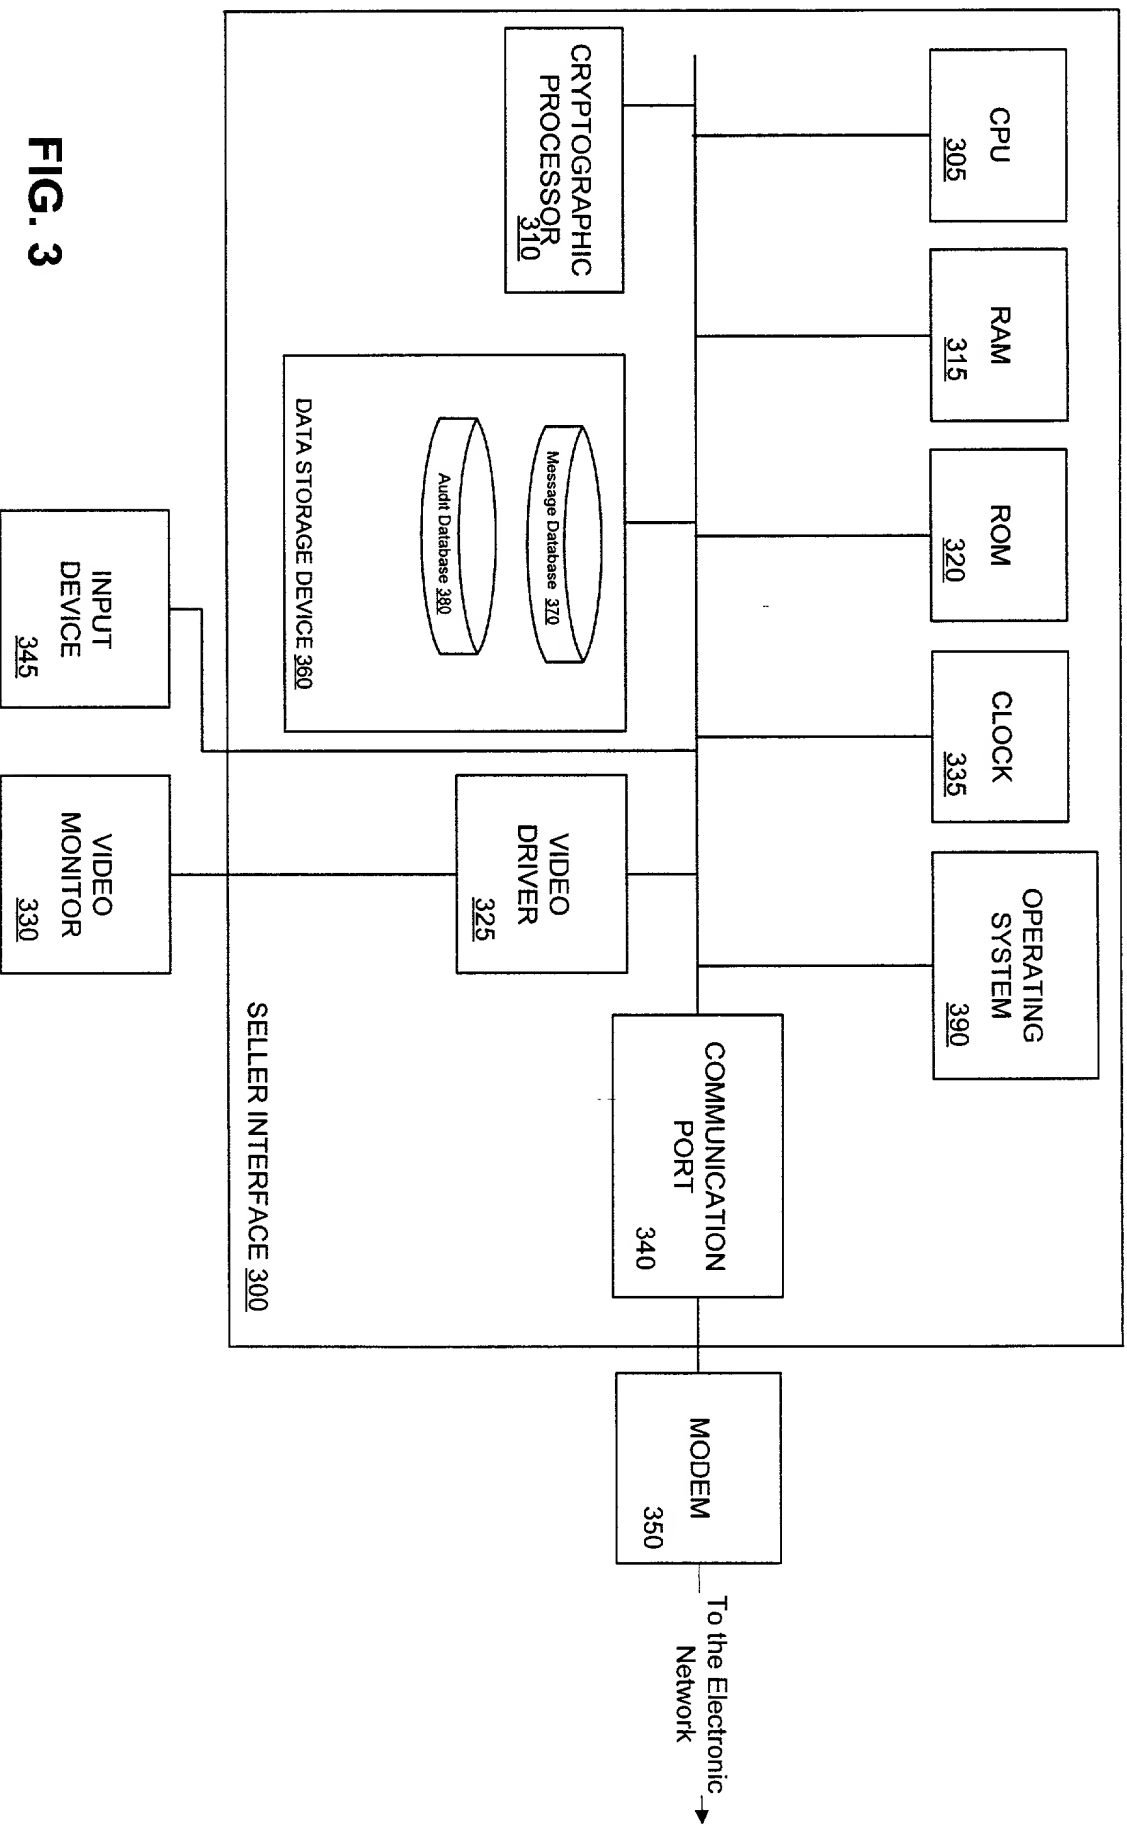 CPU
305
RAM
315
ROM
320
CLOCK
335
OPERATING
SYSTEM
390
CRYPTOGRAPHIC
PROCESSOR
310
Message Database 370
Audit Database 380
DATA STORAGE DEVICE 360
VIDEO
DRIVER
325
COMMUNICATION
PORT
340
MODEM
350
To the Electronic
Network
SELLER INTERFACE 300
INPUT
DEVICE
345
VIDEO
MONITOR
330
FIG. 3